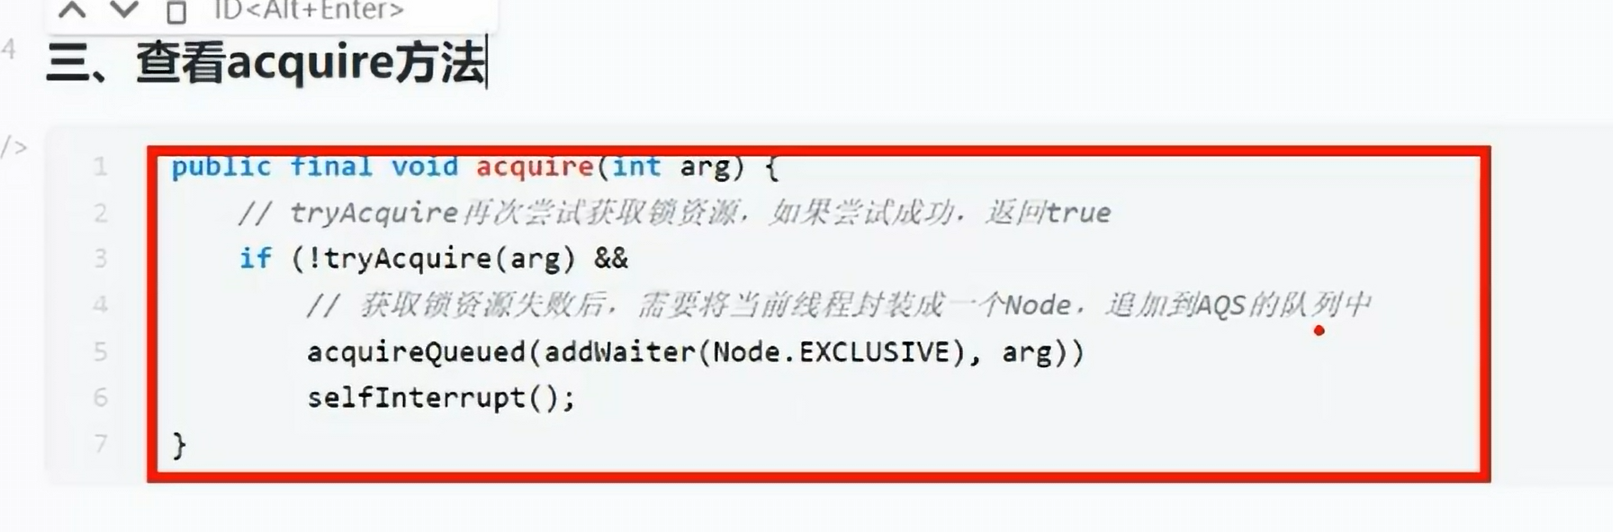 ID<Alt+Enter>
4
三、查看acquire方法
/>
1 public final void acquire(int arg) {
2 // tryAcquire再次尝试获取锁资源，如果尝试成功，返回true
3 if (!tryAcquire(arg) &&
4 // 获取锁资源失败后，需要将当前线程封装成一个Node，追加到AQS的队列中
5 acquireQueued(addWaiter(Node.EXCLUSIVE), arg))
6 selfInterrupt();
7 }